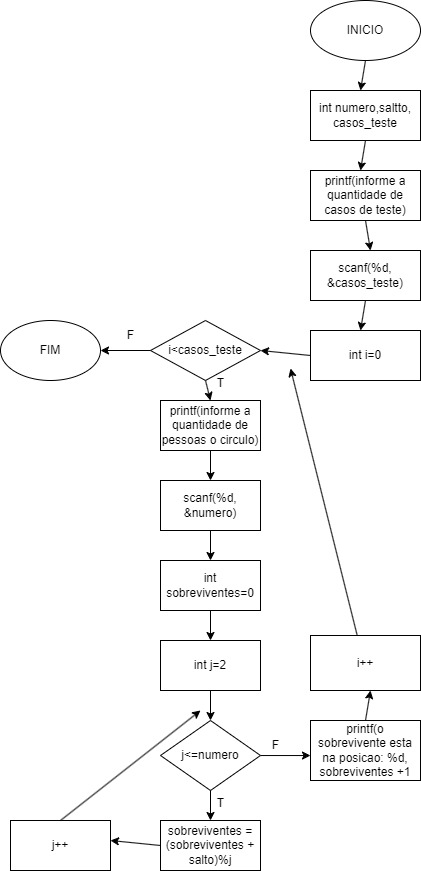 INICIO
int numero,saltto,
casos_teste
printf(informe a
quantidade de
casos de teste)
scanf(%d,
&casos_teste)
int i=0
i<casos_teste
F
FIM
T
printf(informe a
quantidade de
pessoas o circulo)
scanf(%d,
&numero)
int
sobreviventes=0
int j=2
j<=numero
F
printf(o
sobrevivente esta
na posicao: %d,
sobreviventes +1
i++
T
sobreviventes =
(sobreviventes +
salto)%j
j++